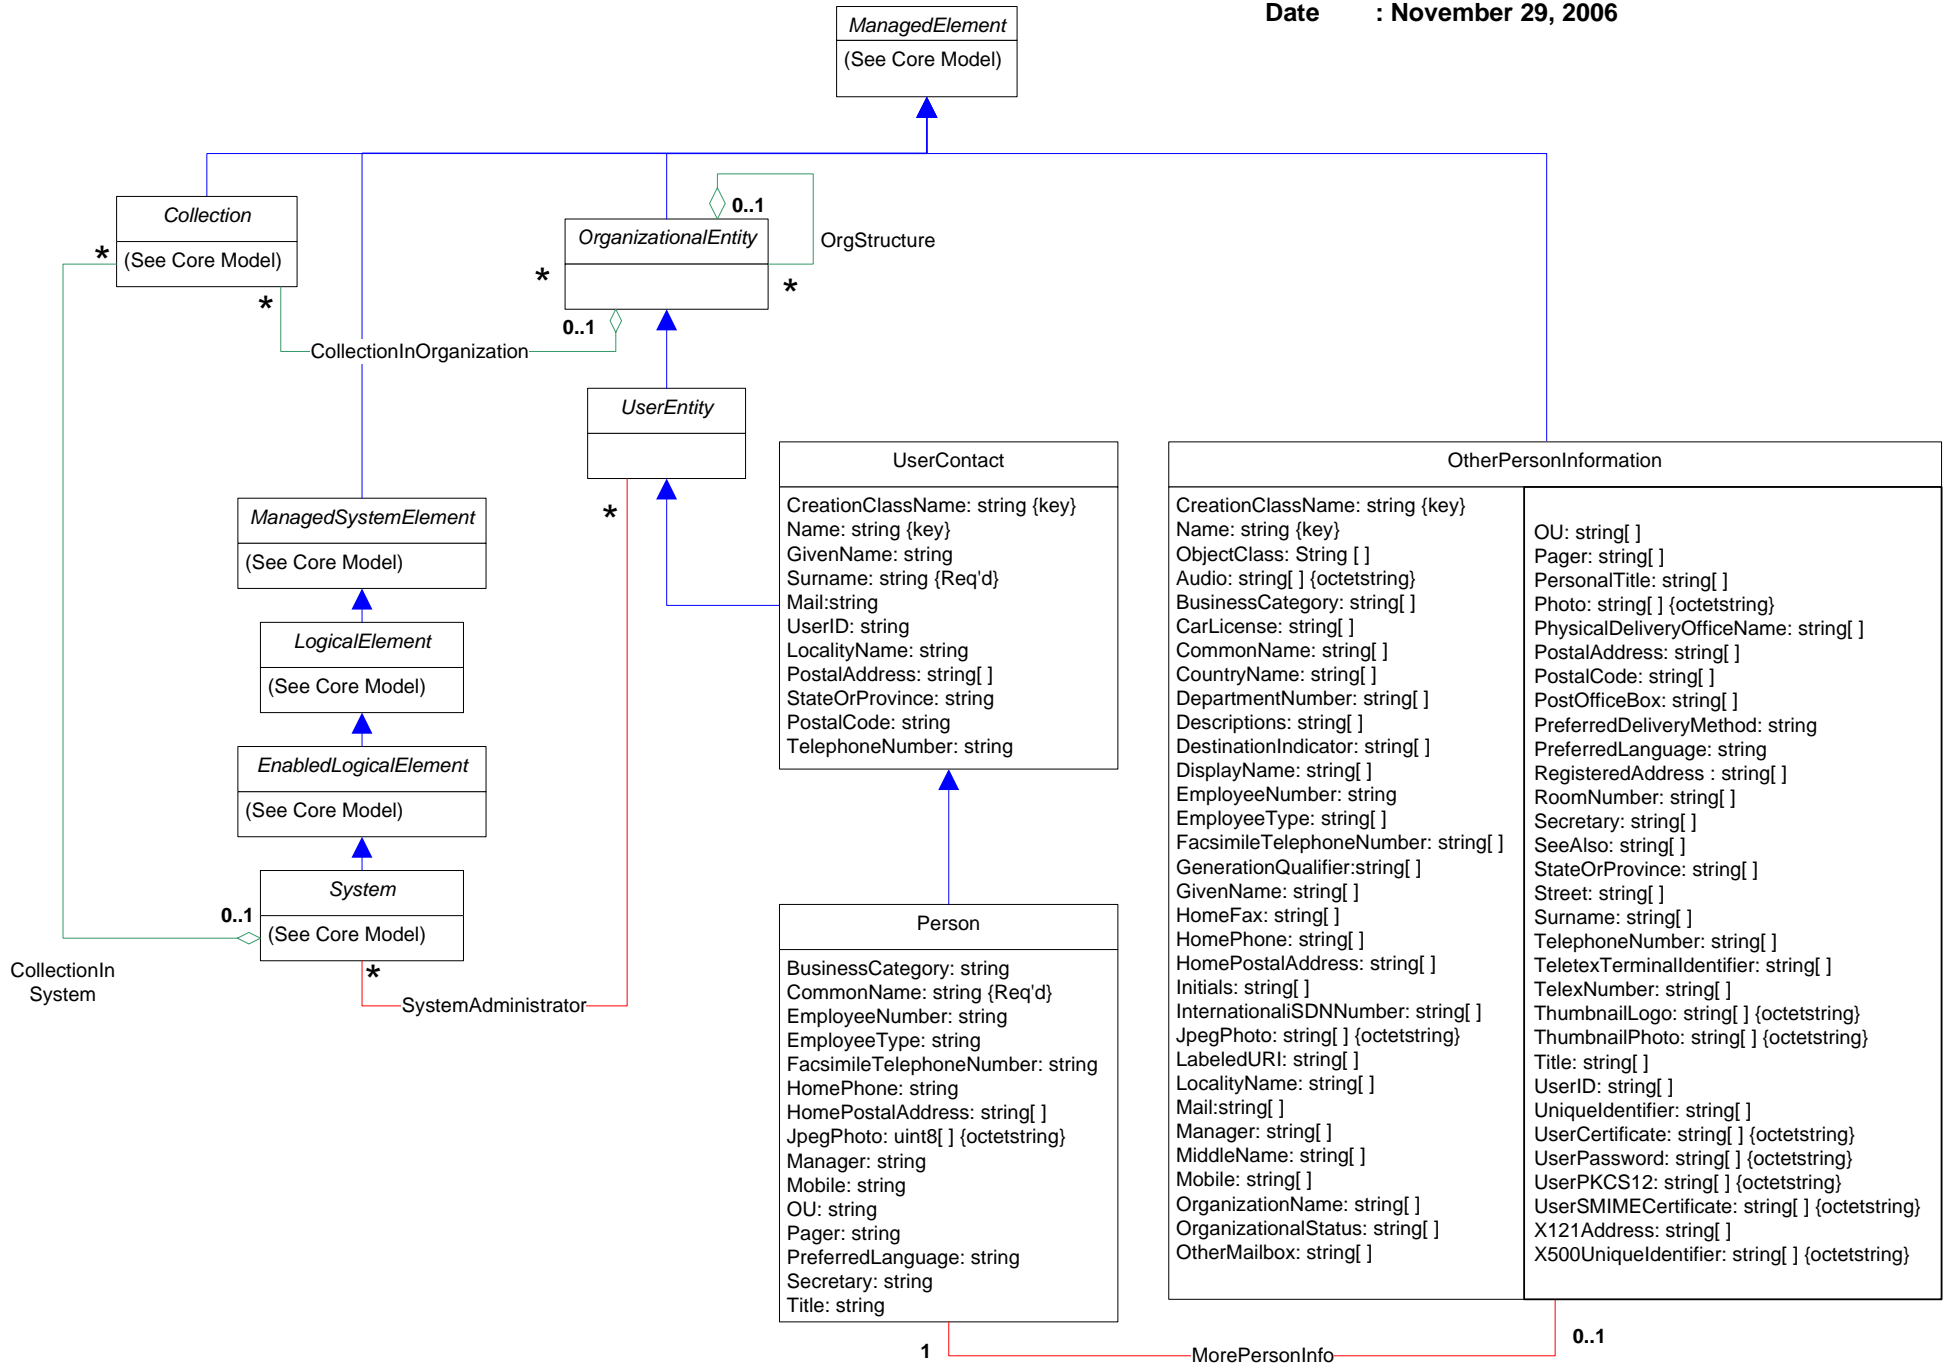 Date : November 29, 2006
ManagedElement
(See Core Model)
Collection
(See Core Model)
*
*
OrganizationalEntity
0..1
OrgStructure
*
*
0..1
CollectionInOrganization
UserEntity
*
ManagedSystemElement
(See Core Model)
LogicalElement
(See Core Model)
EnabledLogicalElement
(See Core Model)
System
(See Core Model)
0..1
*
CollectionIn
System
SystemAdministrator
UserContact
CreationClassName: string {key}
Name: string {key}
GivenName: string
Surname: string {Req'd}
Mail:string
UserID: string
LocalityName: string
PostalAddress: string[ ]
StateOrProvince: string
PostalCode: string
TelephoneNumber: string
Person
BusinessCategory: string
CommonName: string {Req'd}
EmployeeNumber: string
EmployeeType: string
FacsimileTelephoneNumber: string
HomePhone: string
HomePostalAddress: string[ ]
JpegPhoto: uint8[ ] {octetstring}
Manager: string
Mobile: string
OU: string
Pager: string
PreferredLanguage: string
Secretary: string
Title: string
OtherPersonInformation
CreationClassName: string {key}
Name: string {key}
ObjectClass: String [ ]
Audio: string[ ] {octetstring}
BusinessCategory: string[ ]
CarLicense: string[ ]
CommonName: string[ ]
CountryName: string[ ]
DepartmentNumber: string[ ]
Descriptions: string[ ]
DestinationIndicator: string[ ]
DisplayName: string[ ]
EmployeeNumber: string
EmployeeType: string[ ]
FacsimileTelephoneNumber: string[ ]
GenerationQualifier:string[ ]
GivenName: string[ ]
HomeFax: string[ ]
HomePhone: string[ ]
HomePostalAddress: string[ ]
Initials: string[ ]
InternationaliSDNNumber: string[ ]
JpegPhoto: string[ ] {octetstring}
LabeledURI: string[ ]
LocalityName: string[ ]
Mail:string[ ]
Manager: string[ ]
MiddleName: string[ ]
Mobile: string[ ]
OrganizationName: string[ ]
OrganizationalStatus: string[ ]
OtherMailbox: string[ ]
OU: string[ ]
Pager: string[ ]
PersonalTitle: string[ ]
Photo: string[ ] {octetstring}
PhysicalDeliveryOfficeName: string[ ]
PostalAddress: string[ ]
PostalCode: string[ ]
PostOfficeBox: string[ ]
PreferredDeliveryMethod: string
PreferredLanguage: string
RegisteredAddress : string[ ]
RoomNumber: string[ ]
Secretary: string[ ]
SeeAlso: string[ ]
StateOrProvince: string[ ]
Street: string[ ]
Surname: string[ ]
TelephoneNumber: string[ ]
TeletexTerminalIdentifier: string[ ]
TelexNumber: string[ ]
ThumbnailLogo: string[ ] {octetstring}
ThumbnailPhoto: string[ ] {octetstring}
Title: string[ ]
UserID: string[ ]
UniqueIdentifier: string[ ]
UserCertificate: string[ ] {octetstring}
UserPassword: string[ ] {octetstring}
UserPKCS12: string[ ] {octetstring}
UserSMIMECertificate: string[ ] {octetstring}
X121Address: string[ ]
X500UniqueIdentifier: string[ ] {octetstring}
1
MorePersonInfo
0..1